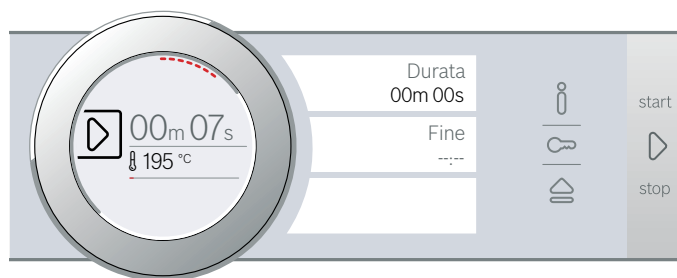 00m 07s
195 °C
Durata
00m 00s
Fine
--:--
start
stop